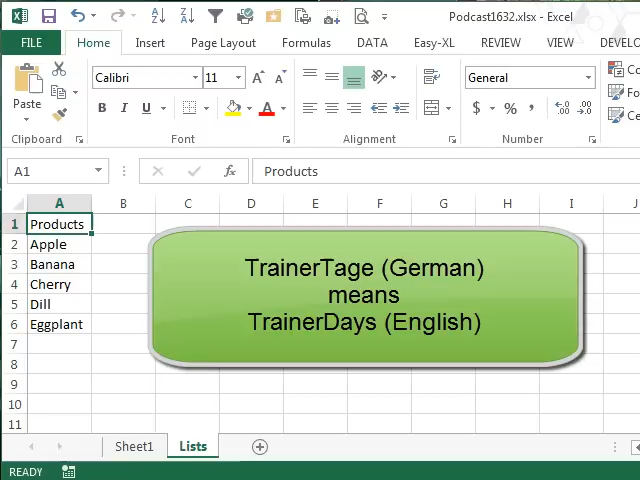 Podcast1632.xlsx - Excel
FILE Home Insert Page Layout Formulas DATA Easy-XL REVIEW VIEW DEVELO
Paste
Calibri 11
B I U
General
$ % ,
Clipboard Font Alignment Number
A1 fx Products
A B C D E F G H I J
1 Products
2 Apple
3 Banana
4 Cherry
5 Dill
6 Eggplant
7
8
9
10
11
TrainerTage (German)
means
TrainerDays (English)
Sheet1 Lists
READY